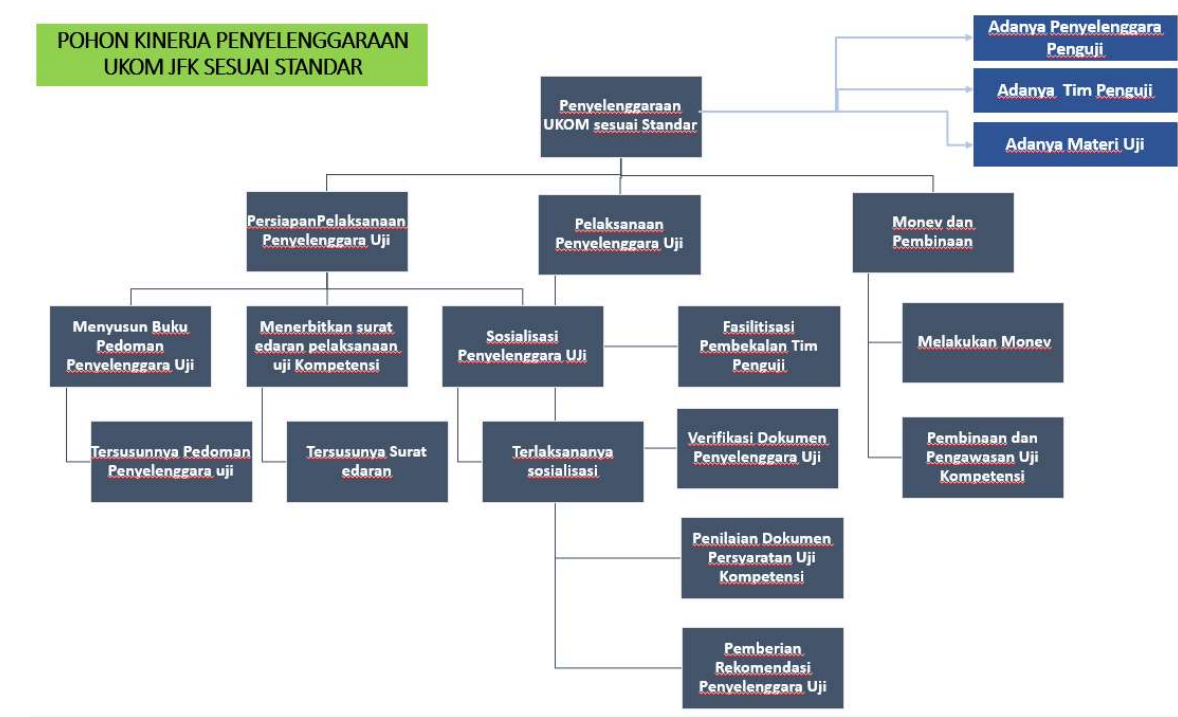 POHON KINERJA PENYELENGGARAAN
UKOM JFK SESUAI STANDAR
Adanya Penyelenggara
Penguji
Adanya Tim Penguji
Adanya Materi Uji
Penyelenggaraan
UKOM sesuai Standar
PersiapanPelaksanaan
Penyelenggara Uji
Pelaksanaan
Penyelenggara Uji
Monev dan
Pembinaan
Menyusun Buku
Pedoman
Penyelenggara Uji
Menerbitkan surat
edaran pelaksanaan
uji Kompetensi
Sosialisasi
Penyelenggara UJi
Fasilitisasi
Pembekalan Tim
Penguji
Melakukan Monev
Tersusunnya Pedoman
Penyelenggara uji
Tersusunya Surat
edaran
Terlaksananya
sosialisasi
Verifikasi Dokumen
Penyelenggara Uji
Pembinaan dan
Pengawasan Uji
Kompetensi
Penilaian Dokumen
Persyaratan Uji
Kompetensi
Pemberian
Rekomendasi
Penyelenggara Uji